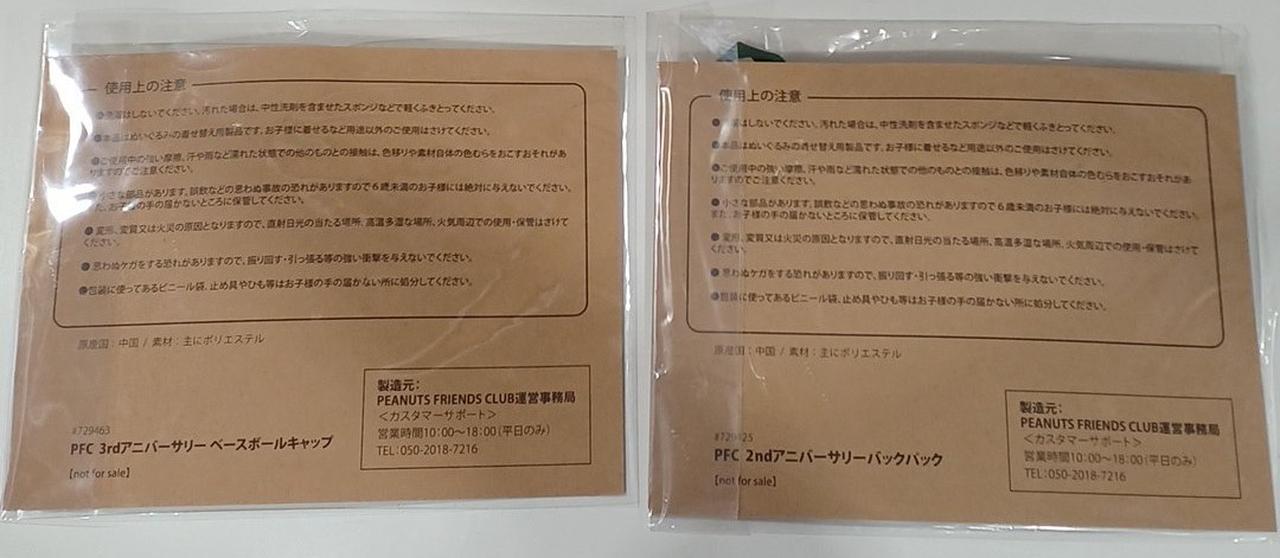 使用上の注意
●洗濯はしないでください。汚れた場合は、中性洗剤を含ませたスポンジなどで軽くふきとってください。
●本品はぬいぐるみの着せ替え用製品です。お子様に着せるなど用途以外のご使用はさけてください。
●ご使用中の強い摩擦、汗や雨など濡れた状態での他のものとの接触は、色移りや素材自体の色むらをおこすおそれがあ
りますのでご注意ください。
●小さな部品があります。誤飲などの思わぬ事故の恐れがありますので6歳未満のお子様には絶対に与えないでください。
また、お子様の手の届かないところに保管してください。
●変形、変質又は火災の原因となりますので、直射日光の当たる場所、高温多湿な場所、火気周辺での使用・保管はさけて
ください。
●思わぬケガをする恐れがありますので、振り回す・引っ張る等の強い衝撃を与えないでください。
●包装に使ってあるビニール袋、止め具やひも等はお子様の手の届かない所に処分してください。
原産国：中国 / 素材：主にポリエステル
製造元：
PEANUTS FRIENDS CLUB運営事務局
＜カスタマーサポート＞
営業時間10：00〜18：00（平日のみ）
TEL：050-2018-7216
#729463
PFC 3rdアニバーサリー ベースボールキャップ
【not for sale】
使用上の注意
●洗濯はしないでください。汚れた場合は、中性洗剤を含ませたスポンジなどで軽くふきとってください。
●本品はぬいぐるみの着せ替え用製品です。お子様に着せるなど用途以外のご使用はさけてください。
●ご使用中の強い摩擦、汗や雨など濡れた状態での他のものとの接触は、色移りや素材自体の色むらをおこすおそれがあ
りますのでご注意ください。
●小さな部品があります。誤飲などの思わぬ事故の恐れがありますので6歳未満のお子様には絶対に与えないでください。
また、お子様の手の届かないところに保管してください。
●変形、変質又は火災の原因となりますので、直射日光の当たる場所、高温多湿な場所、火気周辺での使用・保管はさけて
ください。
●思わぬケガをする恐れがありますので、振り回す・引っ張る等の強い衝撃を与えないでください。
●包装に使ってあるビニール袋、止め具やひも等はお子様の手の届かない所に処分してください。
原産国：中国 / 素材：主にポリエステル
製造元：
PEANUTS FRIENDS CLUB運営事務局
＜カスタマーサポート＞
営業時間10：00〜18：00（平日のみ）
TEL：050-2018-7216
PFC 2ndアニバーサリーバックパック
【not for sale】